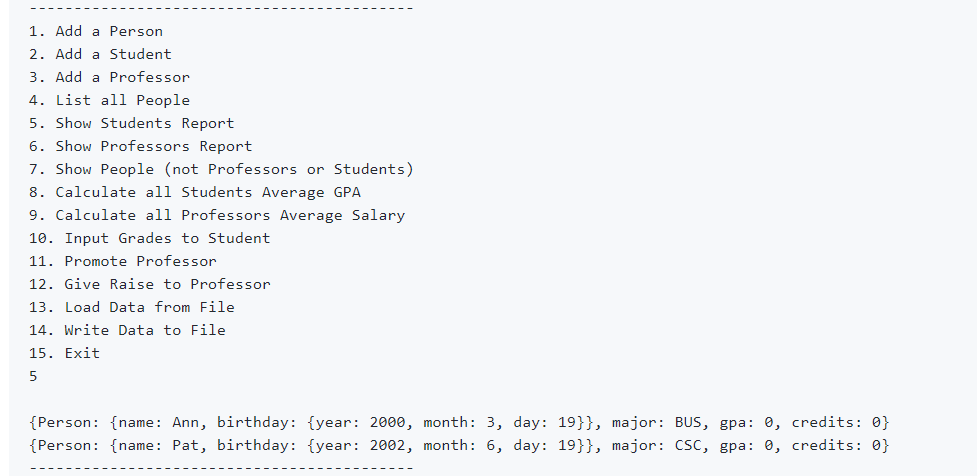 -------------------------------------------
1. Add a Person
2. Add a Student
3. Add a Professor
4. List all People
5. Show Students Report
6. Show Professors Report
7. Show People (not Professors or Students)
8. Calculate all Students Average GPA
9. Calculate all Professors Average Salary
10. Input Grades to Student
11. Promote Professor
12. Give Raise to Professor
13. Load Data from File
14. Write Data to File
15. Exit
5
{Person: {name: Ann, birthday: {year: 2000, month: 3, day: 19}}, major: BUS, gpa: 0, credits: 0}
{Person: {name: Pat, birthday: {year: 2002, month: 6, day: 19}}, major: CSC, gpa: 0, credits: 0}
-------------------------------------------